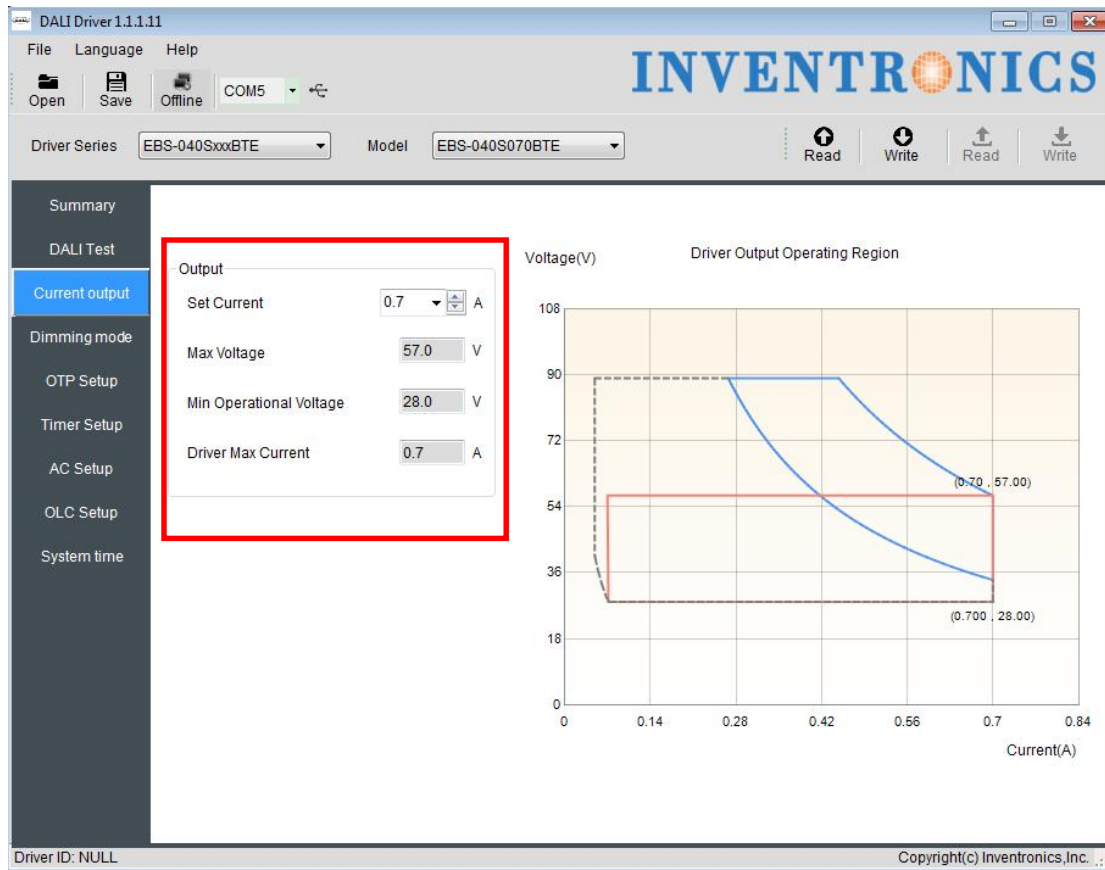 DALI Driver 1.1.1.11
File Language Help
INVENTRONICS
Open Save Offline COM5
Driver Series EBS-040SxxxBTE Model EBS-040S070BTE Read Write Read Write
Summary
DALI Test
Current output
Dimming mode
OTP Setup
Timer Setup
AC Setup
OLC Setup
System time
Output
Set Current 0.7 A
Max Voltage 57.0 V
Min Operational Voltage 28.0 V
Driver Max Current 0.7 A
Voltage(V) Driver Output Operating Region
108
90
72
(0.70 , 57.00)
54
36
(0.700 , 28.00)
18
0
0 0.14 0.28 0.42 0.56 0.7 0.84
Current(A)
Driver ID: NULL Copyright(c) Inventronics,Inc.